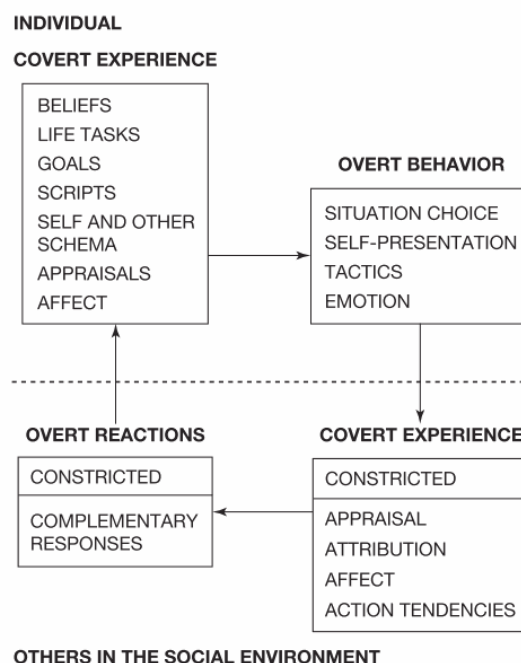 INDIVIDUAL
COVERT EXPERIENCE
BELIEFS
LIFE TASKS
GOALS
SCRIPTS
SELF AND OTHER
SCHEMA
APPRAISALS
AFFECT
OVERT BEHAVIOR
SITUATION CHOICE
SELF-PRESENTATION
TACTICS
EMOTION
OVERT REACTIONS
CONSTRICTED
COMPLEMENTARY
RESPONSES
COVERT EXPERIENCE
CONSTRICTED
APPRAISAL
ATTRIBUTION
AFFECT
ACTION TENDENCIES
OTHERS IN THE SOCIAL ENVIRONMENT